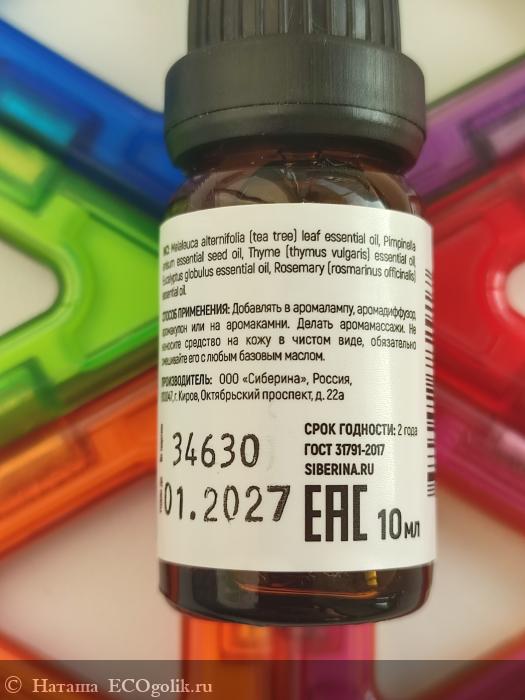 Melaleuca alternifolia (tea tree) leaf essential oil, Pimpinella
essential seed oil, Thyme (thymus vulgaris) essential oil,
Eucalyptus globulus essential oil, Rosemary (rosmarinus officinalis)
essential oil.
СПОСОБ ПРИМЕНЕНИЯ: Добавлять в аромалампу, аромадиффузор,
аромакулон или на аромакамни. Делать аромамассажи. Не
наносите средство на кожу в чистом виде, обязательно
смешивайте его с любым базовым маслом.
ПРОИЗВОДИТЕЛЬ: ООО «Сиберина», Россия,
г. Киров, Октябрьский проспект, д. 22а
СРОК ГОДНОСТИ: 2 года
34630
ГОСТ 31791-2017
SIBERINA.RU
01.2027
EAC 10 мл
© Наташа ECOgolik.ru